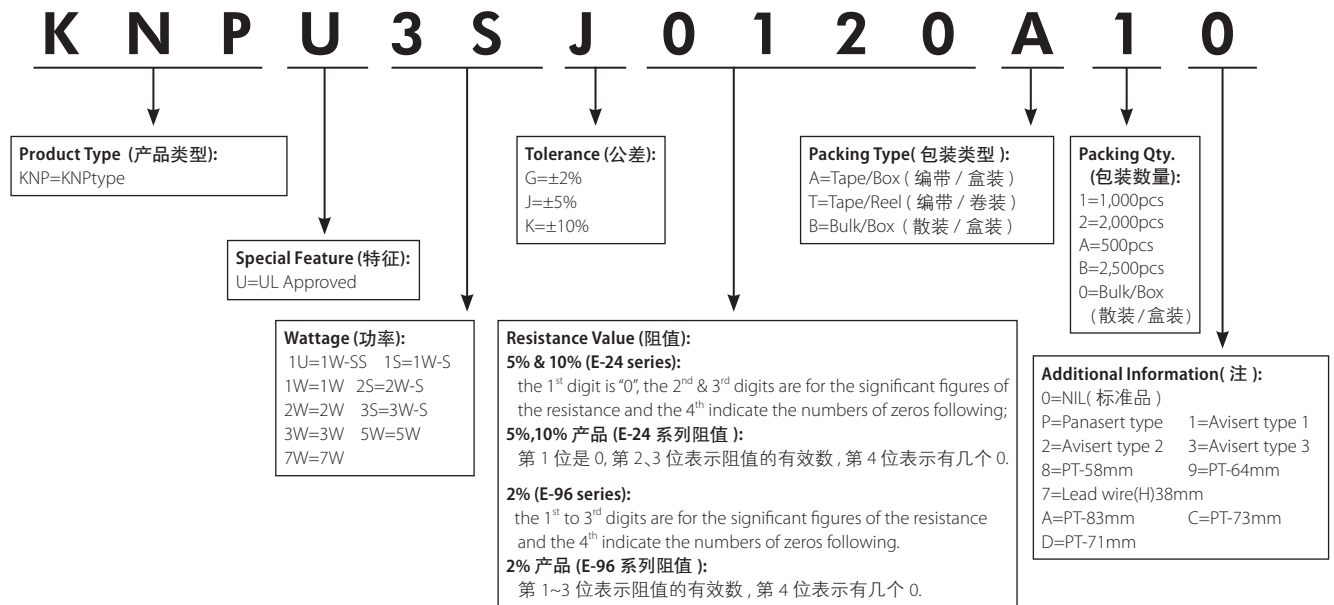 K N P U 3 S J 0 1 2 0 A 1 0
Product Type (产品类型):
KNP=KNPtype
Special Feature (特征):
U=UL Approved
Wattage (功率):
1U=1W-SS 1S=1W-S
1W=1W 2S=2W-S
2W=2W 3S=3W-S
3W=3W 5W=5W
7W=7W
Tolerance (公差):
G=±2%
J=±5%
K=±10%
Resistance Value (阻值):
5% & 10% (E-24 series):
the 1st digit is “0”, the 2nd & 3rd digits are for the significant figures of
the resistance and the 4th indicate the numbers of zeros following;
5%,10% 产品 (E-24 系列阻值 ):
第 1 位是 0, 第 2、3 位表示阻值的有效数 , 第 4 位表示有几个 0.
2% (E-96 series):
the 1st to 3rd digits are for the significant figures of the resistance
and the 4th indicate the numbers of zeros following.
2% 产品 (E-96 系列阻值 ):
第 1~3 位表示阻值的有效数 , 第 4 位表示有几个 0.
Packing Type( 包装类型 ):
A=Tape/Box ( 编带 / 盒装 )
T=Tape/Reel ( 编带 / 卷装 )
B=Bulk/Box ( 散装 / 盒装 )
Packing Qty.
(包装数量):
1=1,000pcs
2=2,000pcs
A=500pcs
B=2,500pcs
0=Bulk/Box
(散装 / 盒装)
Additional Information( 注 ):
0=NIL( 标准品 )
P=Panasert type 1=Avisert type 1
2=Avisert type 2 3=Avisert type 3
8=PT-58mm 9=PT-64mm
7=Lead wire(H)38mm
A=PT-83mm C=PT-73mm
D=PT-71mm